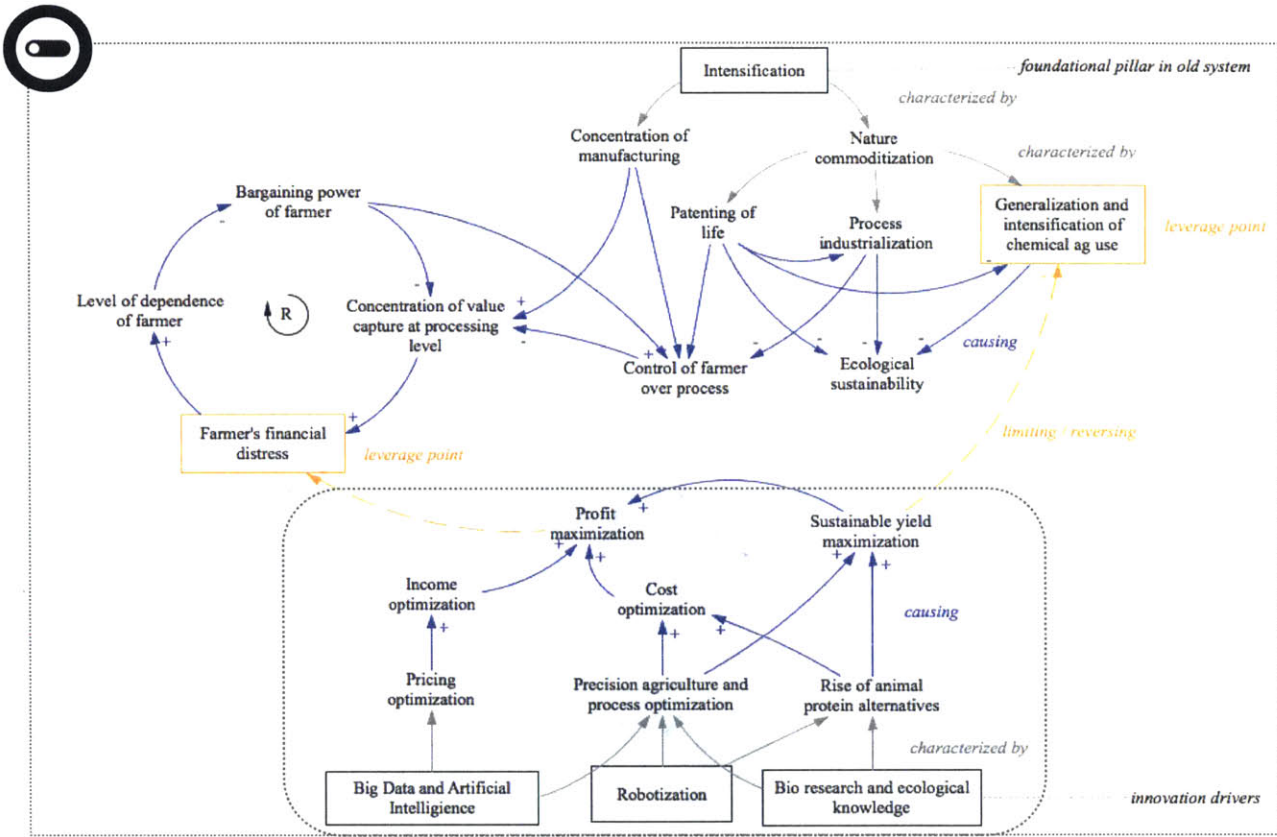 Intensification
foundational pillar in old system
characterized by
Concentration of
manufacturing
Nature
commoditization
characterized by
Bargaining power
of farmer
Patenting of
life
Process
industrialization
Generalization and
intensification of
chemical ag use
leverage point
-
-
Level of dependence
of farmer
R
-
Concentration of value
capture at processing
level
+
-
+
Control of farmer
over process
-
-
-
-
Ecological
sustainability
causing
+
+
Farmer's financial
distress
leverage point
limiting / reversing
Profit
maximization
+
Sustainable yield
maximization
+
+
+
+
Income
optimization
Cost
optimization
causing
+
+
+
Pricing
optimization
Precision agriculture and
process optimization
Rise of animal
protein alternatives
characterized by
Big Data and Artificial
Intelligience
Robotization
Bio research and ecological
knowledge
innovation drivers